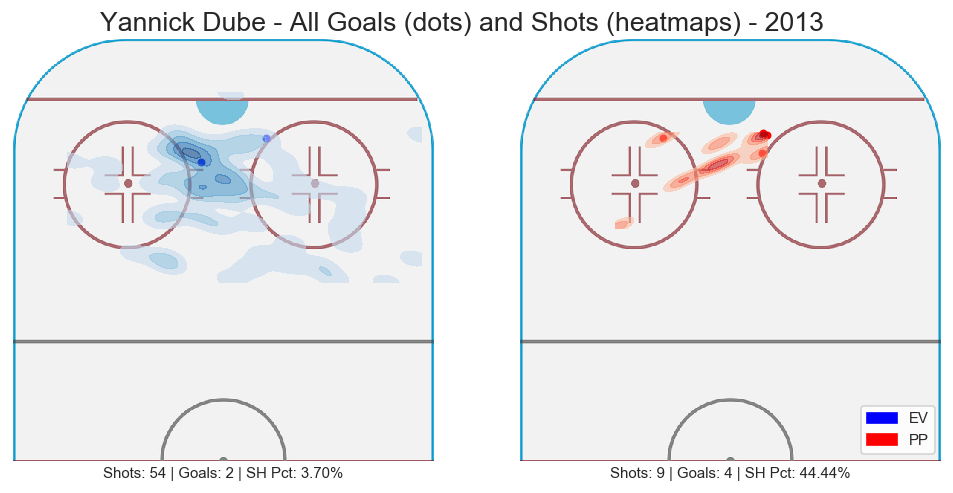 Yannick Dube - All Goals (dots) and Shots (heatmaps) - 2013
EV
PP
Shots: 54 | Goals: 2 | SH Pct: 3.70%
Shots: 9 | Goals: 4 | SH Pct: 44.44%